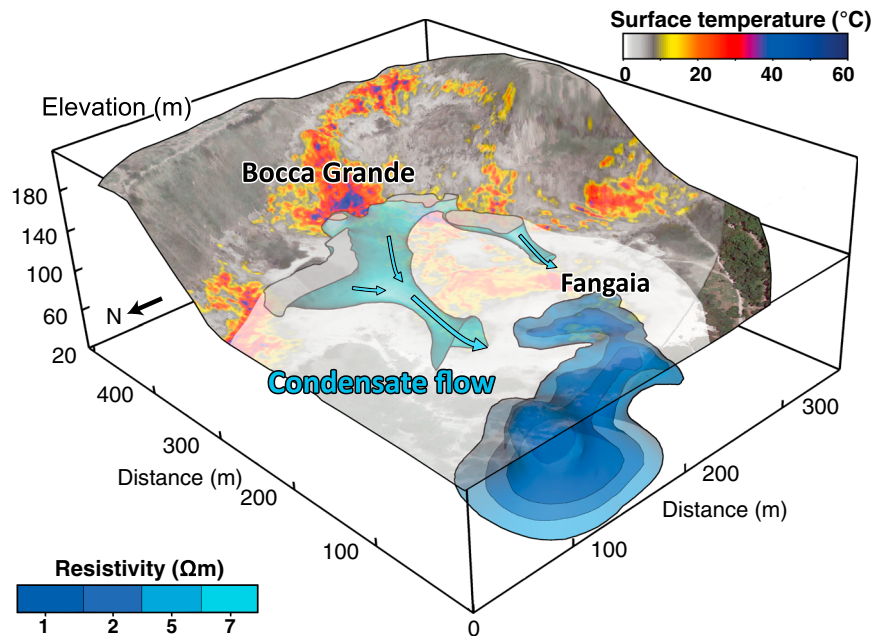 Surface temperature (°C)
0 20 40 60
Elevation (m)
Bocca Grande
180
140
100
60
20
N
Fangaia
Condensate flow
400
300
200
100
0
Distance (m)
300
200
100
Distance (m)
Resistivity (Ωm)
1 2 5 7